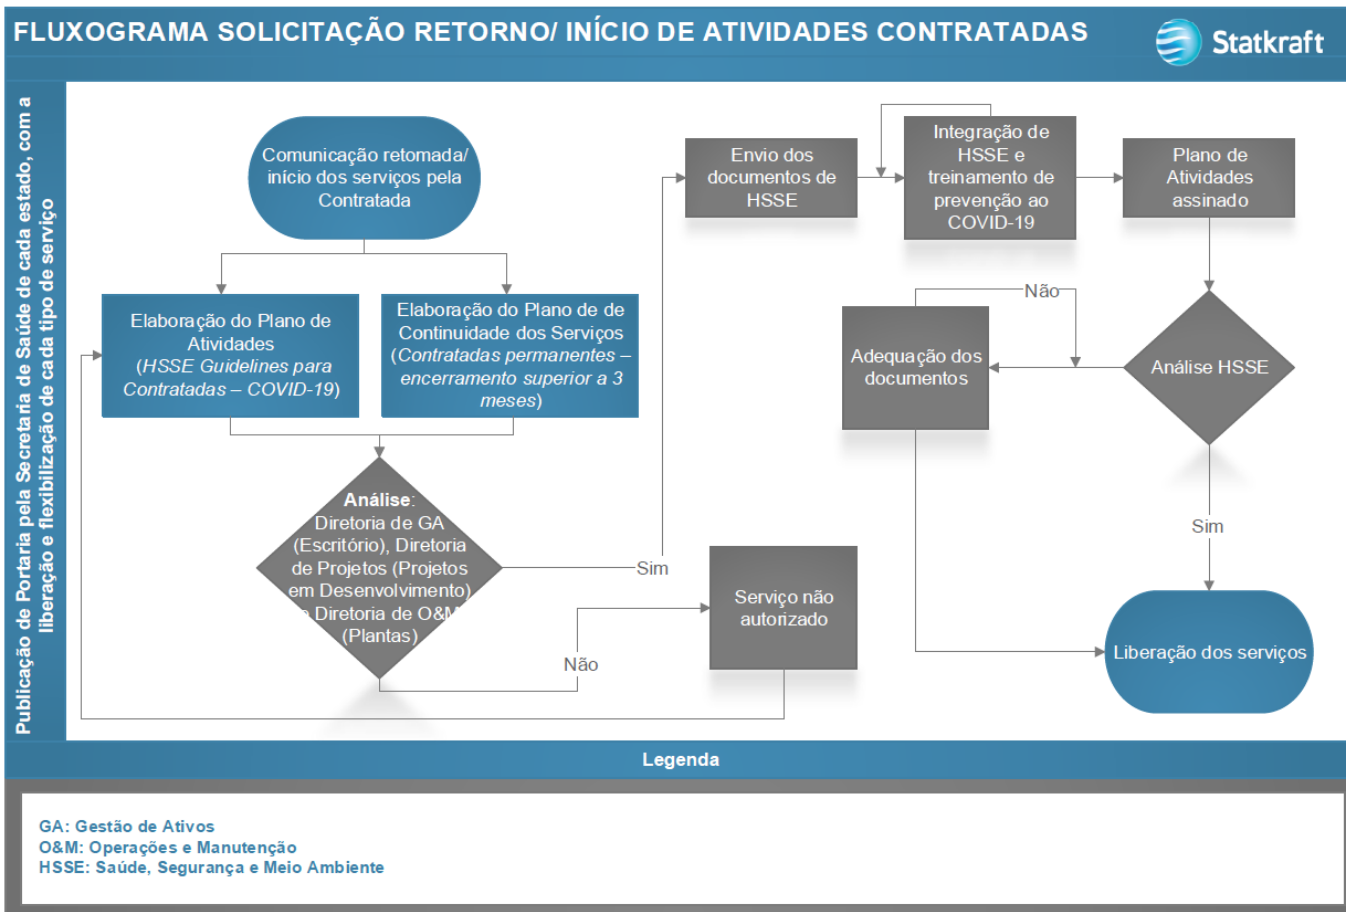 FLUXOGRAMA SOLICITAÇÃO RETORNO/ INÍCIO DE ATIVIDADES CONTRATADAS
Statkraft
Publicação de Portaria pela Secretaria de Saúde de cada estado, com a
liberação e flexibilização de cada tipo de serviço
Comunicação retomada/
início dos serviços pela
Contratada
Elaboração do Plano de
Atividades
(HSSE Guidelines para
Contratadas – COVID-19)
Elaboração do Plano de de
Continuidade dos Serviços
(Contratadas permanentes –
encerramento superior a 3
meses)
Análise:
Diretoria de GA
(Escritório), Diretoria
de Projetos (Projetos
em Desenvolvimento)
e Diretoria de O&M
(Plantas)
Sim
Não
Serviço não
autorizado
Envio dos
documentos de
HSSE
Integração de
HSSE e
treinamento de
prevenção ao
COVID-19
Plano de
Atividades
assinado
Análise HSSE
Não
Adequação dos
documentos
Sim
Liberação dos serviços
Legenda
GA: Gestão de Ativos
O&M: Operações e Manutenção
HSSE: Saúde, Segurança e Meio Ambiente